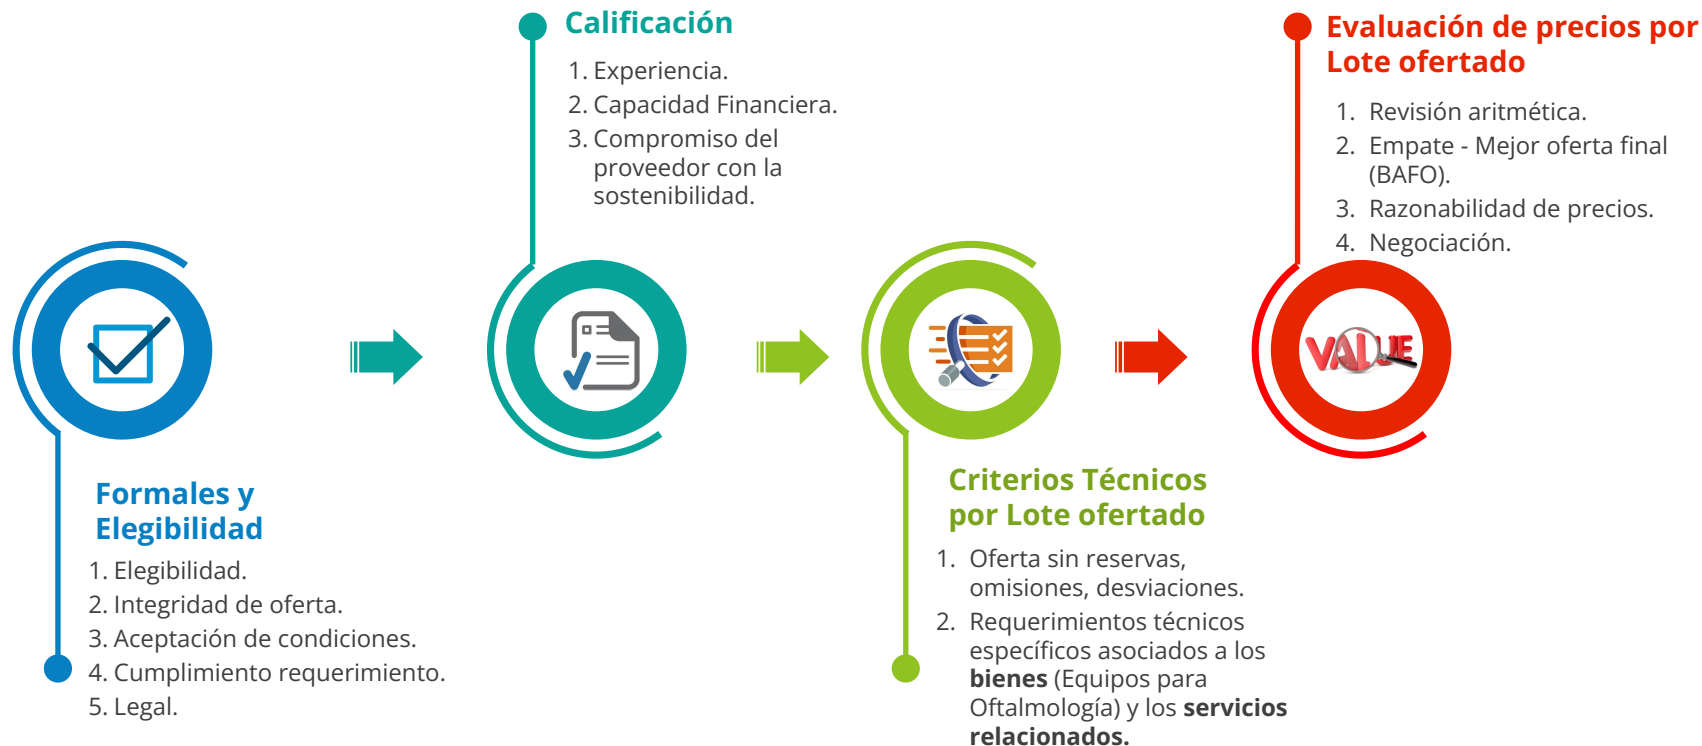 Formales y
Elegibilidad
1. Elegibilidad.
2. Integridad de oferta.
3. Aceptación de condiciones.
4. Cumplimiento requerimiento.
5. Legal.
Calificación
1. Experiencia.
2. Capacidad Financiera.
3. Compromiso del
proveedor con la
sostenibilidad.
Criterios Técnicos
por Lote ofertado
1. Oferta sin reservas,
omisiones, desviaciones.
2. Requerimientos técnicos
específicos asociados a los
bienes (Equipos para
Oftalmología) y los servicios
relacionados.
Evaluación de precios por
Lote ofertado
1. Revisión aritmética.
2. Empate - Mejor oferta final
(BAFO).
3. Razonabilidad de precios.
4. Negociación.
VALUE